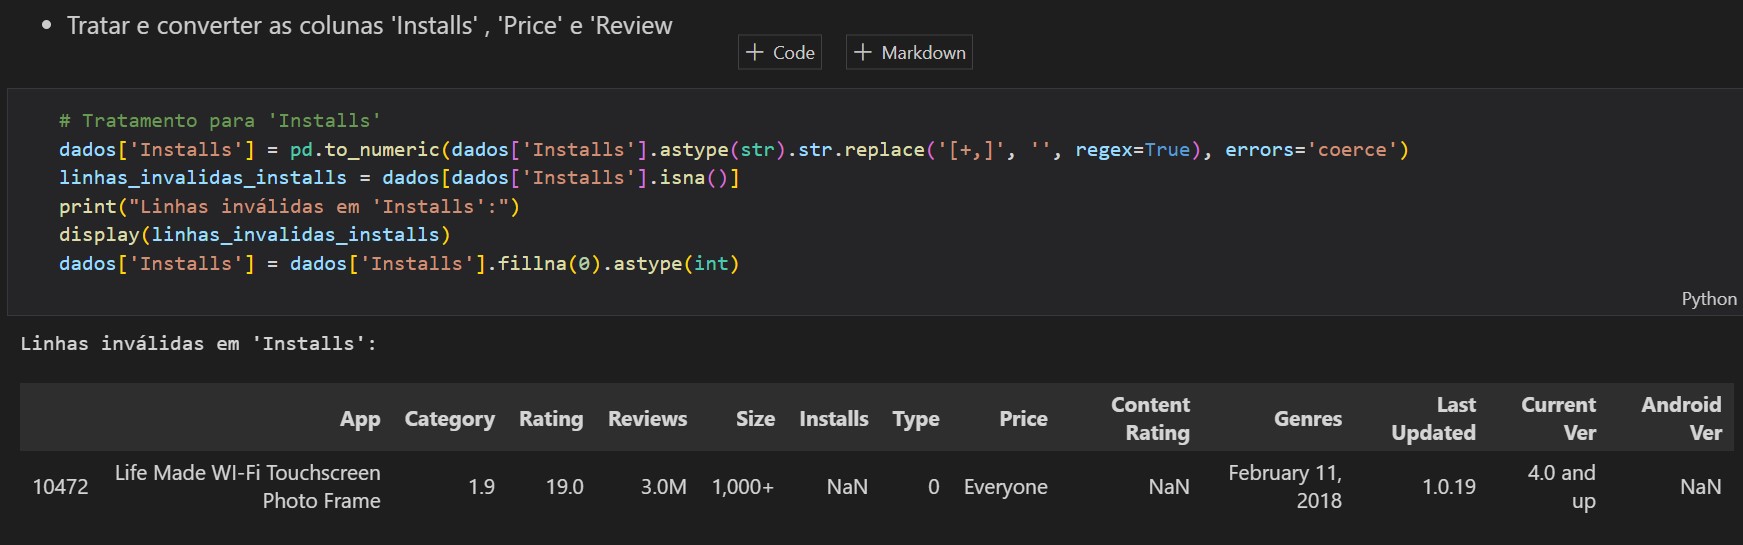 • Tratar e converter as colunas 'Installs' , 'Price' e 'Review
+ Code + Markdown
# Tratamento para 'Installs'
dados['Installs'] = pd.to_numeric(dados['Installs'].astype(str).str.replace('[+,]', '', regex=True), errors='coerce')
linhas_invalidas_installs = dados[dados['Installs'].isna()]
print("Linhas inválidas em 'Installs':")
display(linhas_invalidas_installs)
dados['Installs'] = dados['Installs'].fillna(0).astype(int)
Python
Linhas inválidas em 'Installs':
App Category Rating Reviews Size Installs Type Price Content Rating Genres Last Updated Current Ver Android Ver
10472 Life Made WI-Fi Touchscreen Photo Frame 1.9 19.0 3.0M 1,000+ NaN 0 Everyone NaN February 11, 2018 1.0.19 4.0 and up NaN